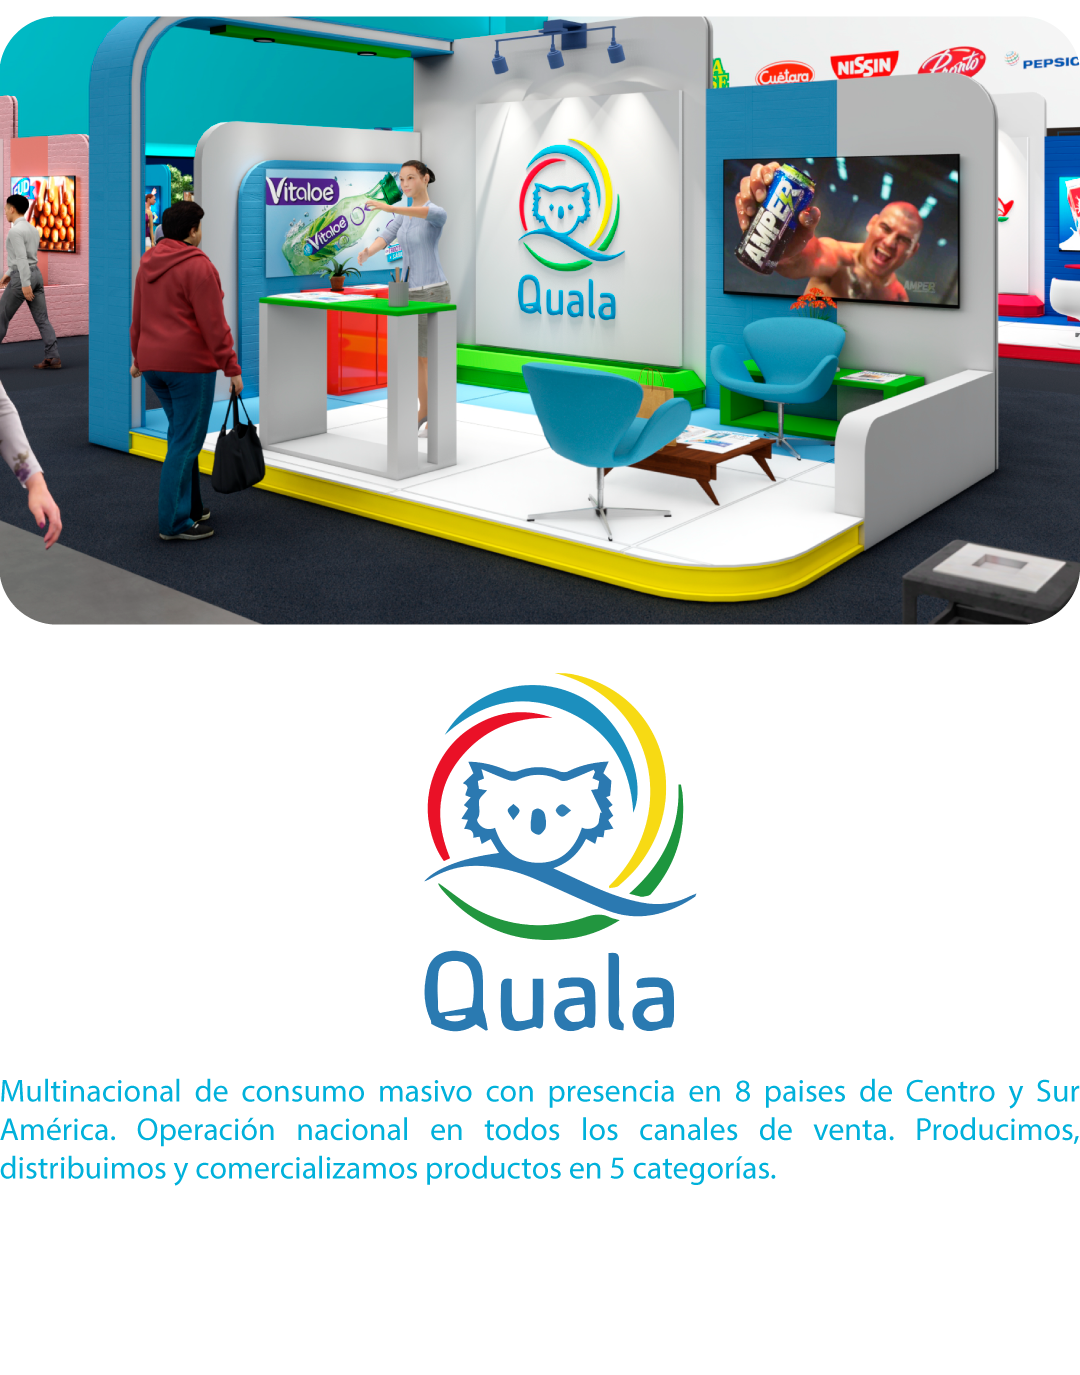 Cuétara
NISSIN
Pronto
PEPSIC
Vitaloe
Vitaloe
AMPER
AMPER
Quala
Quala
Multinacional de consumo masivo con presencia en 8 paises de Centro y Sur
América. Operación nacional en todos los canales de venta. Producimos,
distribuimos y comercializamos productos en 5 categorías.